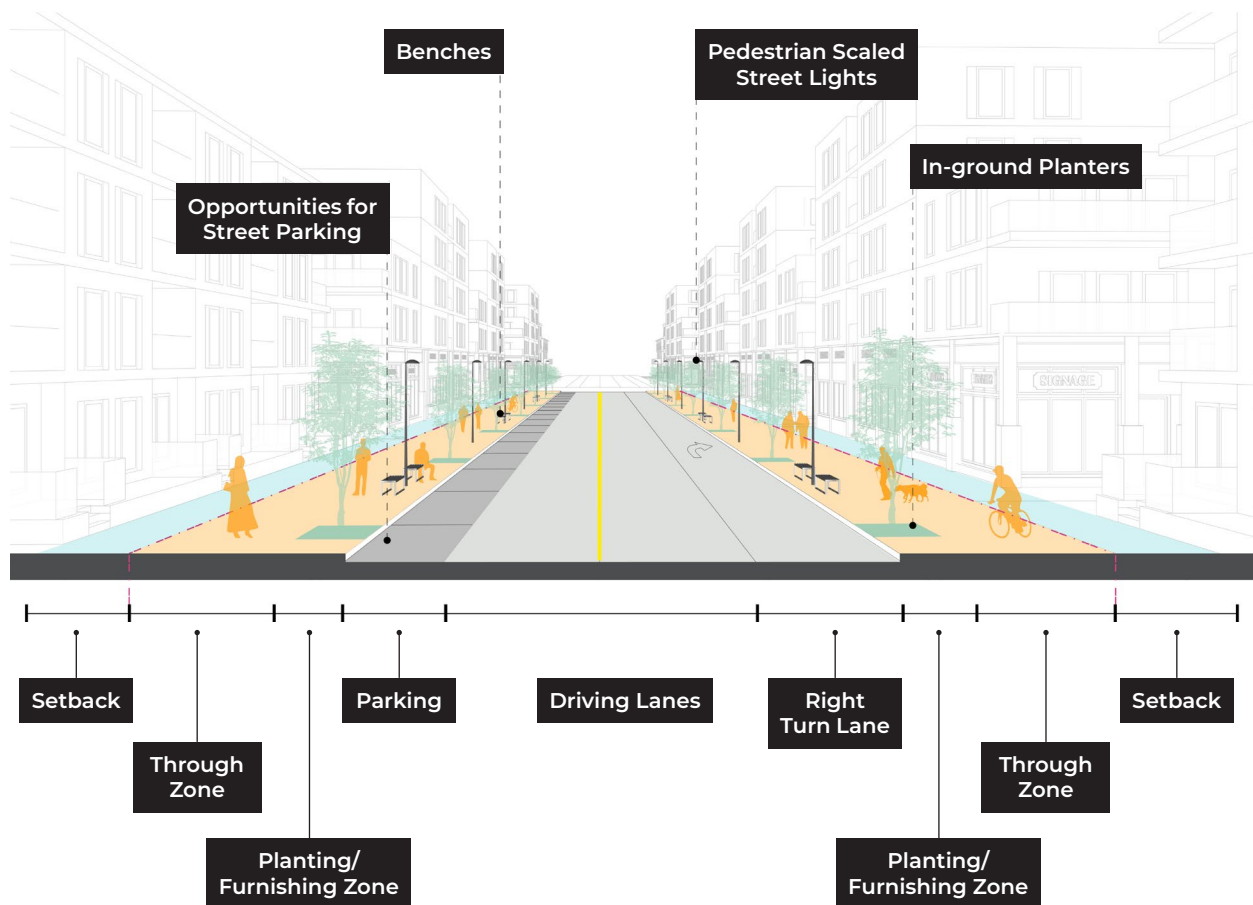 Benches
Pedestrian Scaled
Street Lights
In-ground Planters
Opportunities for
Street Parking
SIGNAGE
Setback
Parking
Driving Lanes
Right
Turn Lane
Setback
Through
Zone
Through
Zone
Planting/
Furnishing Zone
Planting/
Furnishing Zone